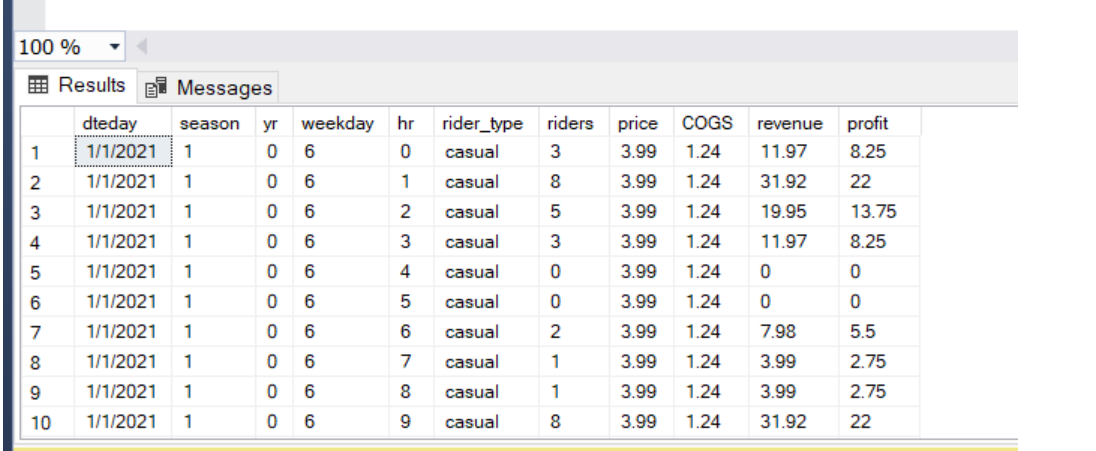 100 %
Results Messages
dteday season yr weekday hr rider_type riders price COGS revenue profit
1 1/1/2021 1 0 6 0 casual 3 3.99 1.24 11.97 8.25
2 1/1/2021 1 0 6 1 casual 8 3.99 1.24 31.92 22
3 1/1/2021 1 0 6 2 casual 5 3.99 1.24 19.95 13.75
4 1/1/2021 1 0 6 3 casual 3 3.99 1.24 11.97 8.25
5 1/1/2021 1 0 6 4 casual 0 3.99 1.24 0 0
6 1/1/2021 1 0 6 5 casual 0 3.99 1.24 0 0
7 1/1/2021 1 0 6 6 casual 2 3.99 1.24 7.98 5.5
8 1/1/2021 1 0 6 7 casual 1 3.99 1.24 3.99 2.75
9 1/1/2021 1 0 6 8 casual 1 3.99 1.24 3.99 2.75
10 1/1/2021 1 0 6 9 casual 8 3.99 1.24 31.92 22